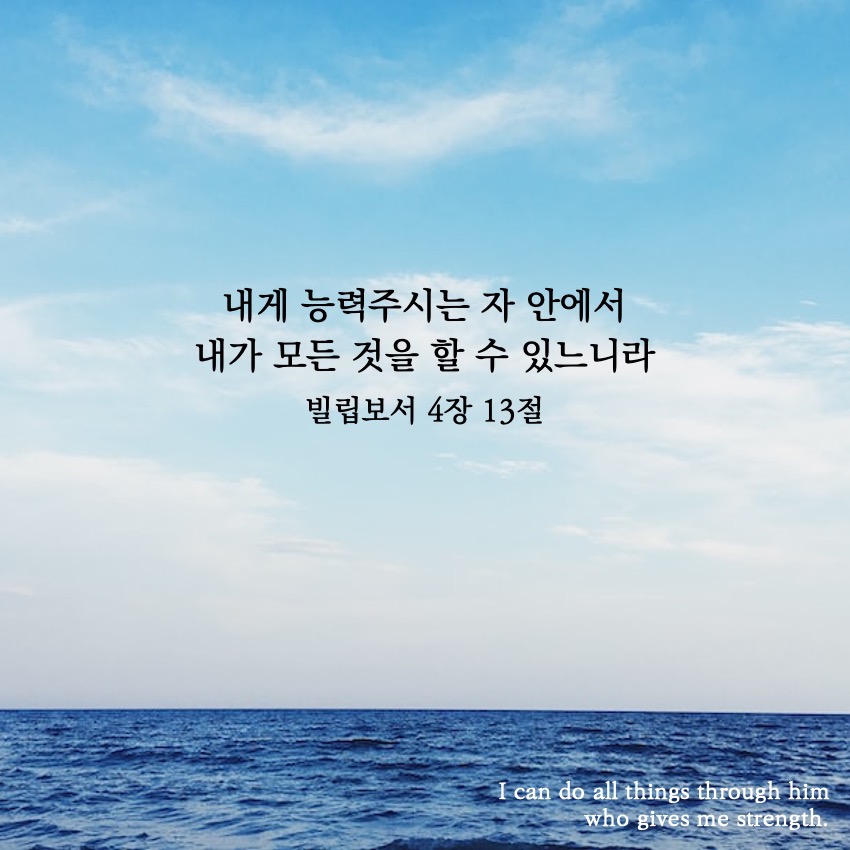 내게 능력주시는 자 안에서
내가 모든 것을 할 수 있느니라
빌립보서 4장 13절
I can do all things through him
who gives me strength.